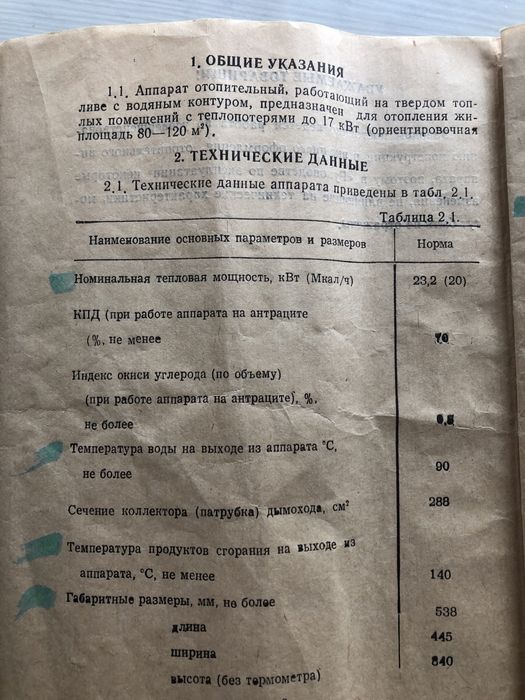 1. ОБЩИЕ УКАЗАНИЯ
1.1. Аппарат отопительный, работающий на твердом топ-
ливе с водяным контуром, предназначен для отопления жи-
лых помещений с теплопотерями до 17 кВт (ориентировочная
площадь 80—120 м²).
2. ТЕХНИЧЕСКИЕ ДАННЫЕ
2.1. Технические данные аппарата приведены в табл. 2.1.
Таблица 2.1.
Наименование основных параметров и размеров Норма
Номинальная тепловая мощность, кВт (Мкал/ч) 23,2 (20)
КПД (при работе аппарата на антраците
(%, не менее 70
Индекс окиси углерода (по объему)
(при работе аппарата на антраците), %,
не более
Температура воды на выходе из аппарата °С,
не более 90
Сечение коллектора (патрубка) дымохода, см² 288
Температура продуктов сгорания на выходе из
аппарата, °С, не менее 140
Габаритные размеры, мм, не более
длина 538
ширина 445
высота (без термометра) 840